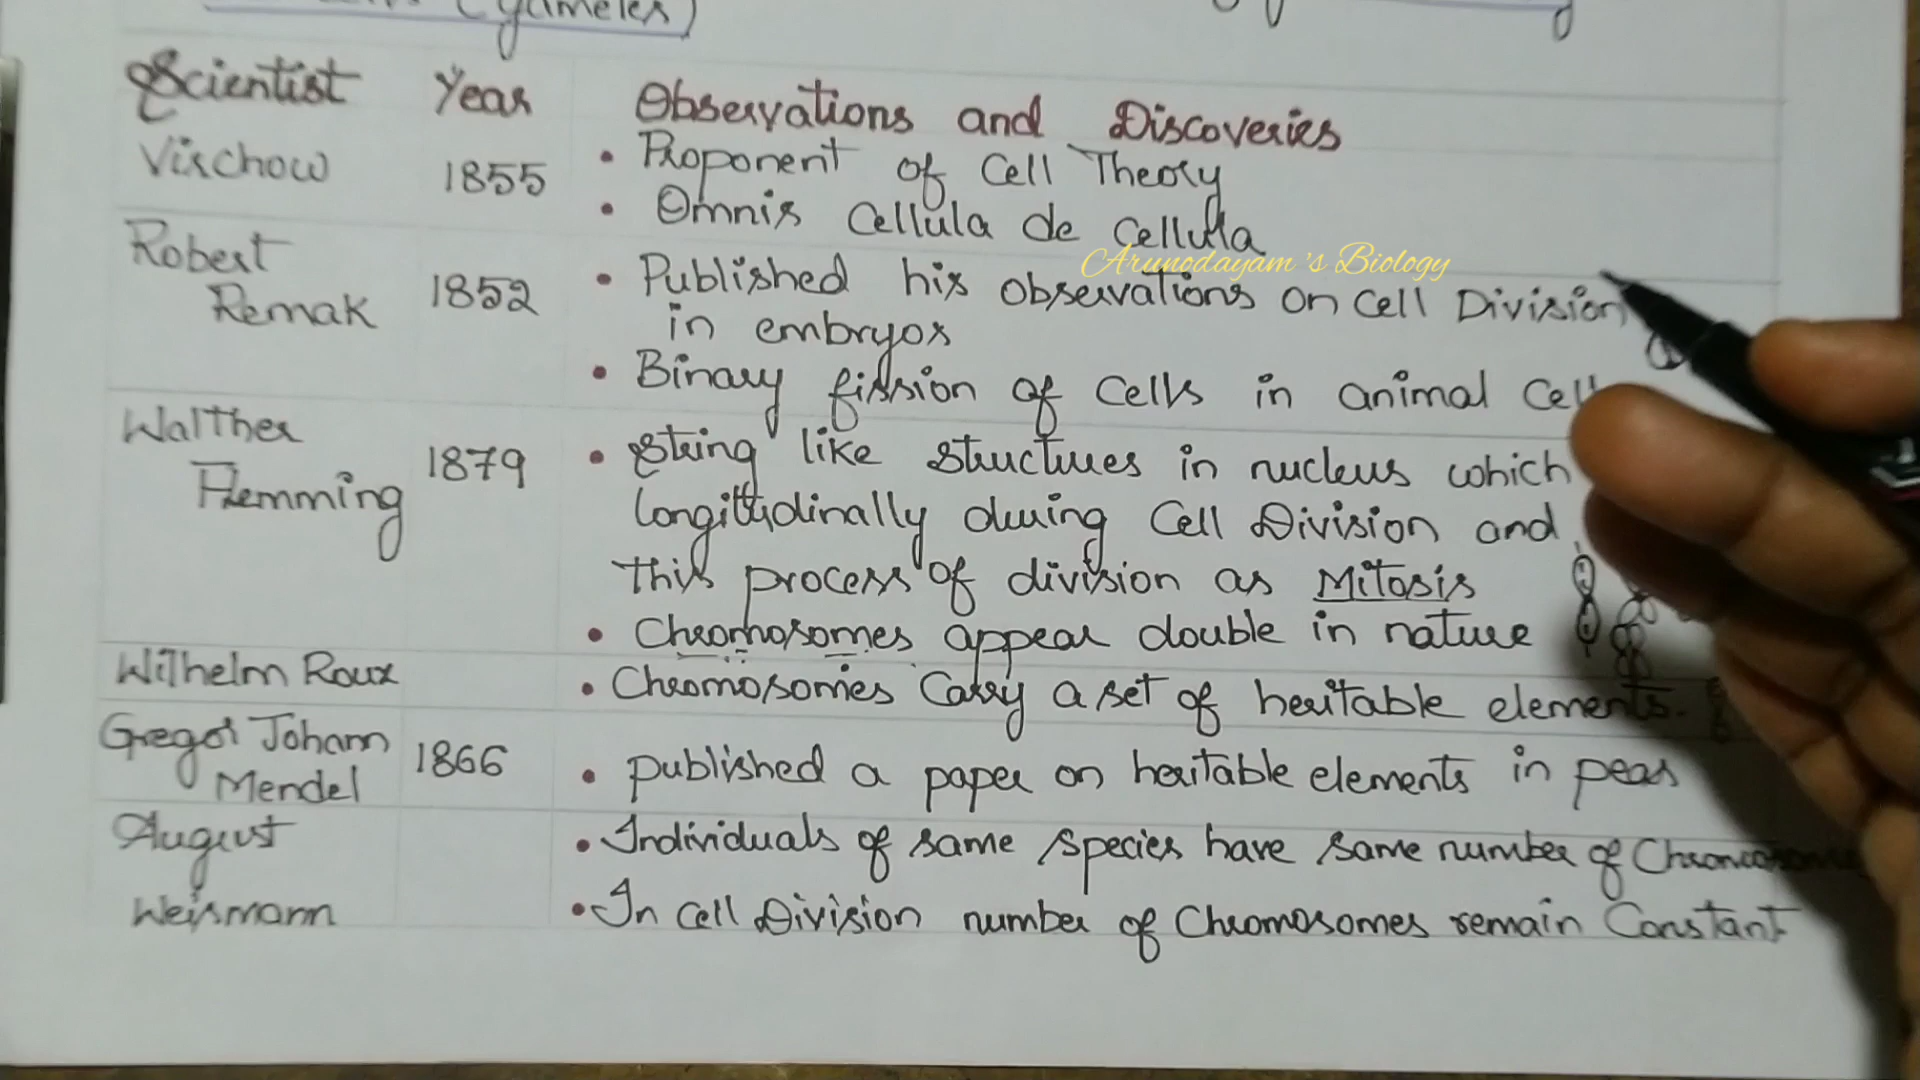 (gametes)
Scientist Year Observations and Discoveries
Virchow 1855 • Proponent of Cell Theory
• Omnis Cellula de Cellula
Arunodayam's Biology
Robert Remak 1852 • Published his observations on Cell Division
in embryos
• Binary fission of Cells in animal
Walther Flemming 1879 • String like structures in nucleus which
longittudinally during Cell Division and
this process of division as Mitosis
• Chromosomes appear double in nature
Wilhelm Roux • Chromosomes Carry a set of heritable elements.
Gregor Johann Mendel 1866 • published a paper on heritable elements in peas
August Weismann • Individuals of same species have same number of Chromosomes
• In Cell Division number of Chromosomes remain Constant